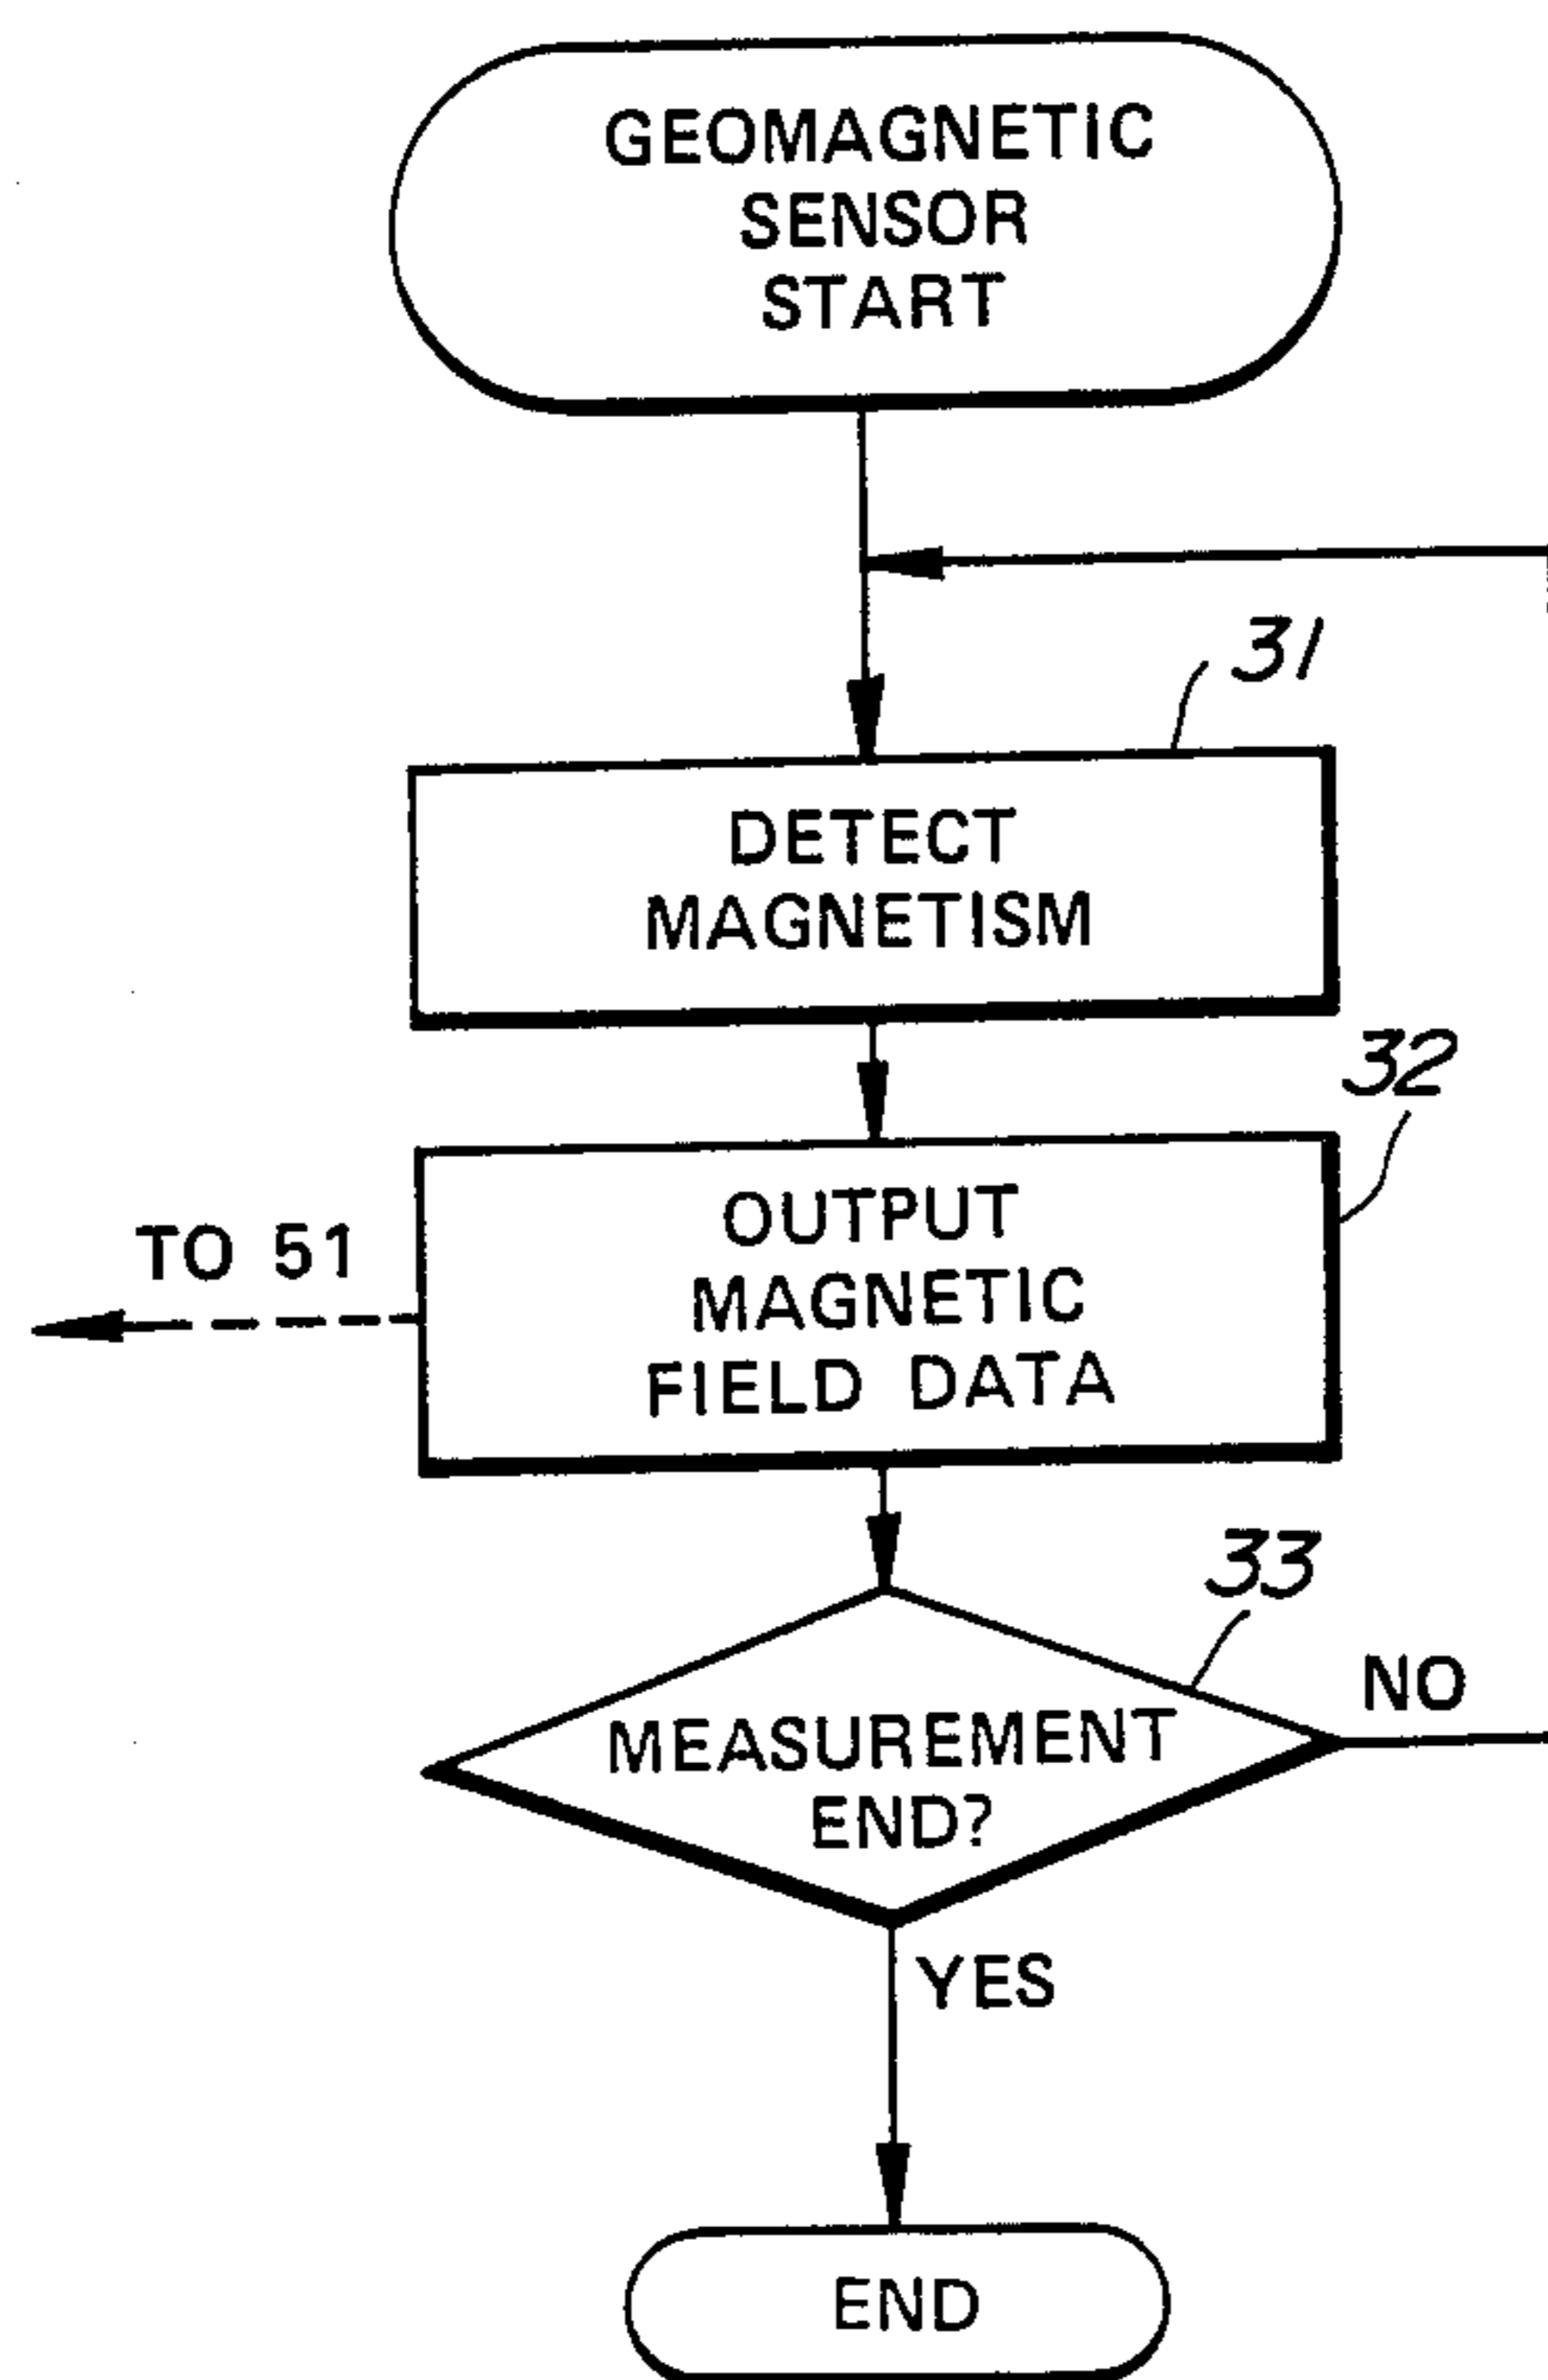 GEOMAGNETIC
SENSOR
START
31
DETECT
MAGNETISM
32
OUTPUT
MAGNETIC
FIELD DATA
TO 51
33
MEASUREMENT
END?
NO
YES
END